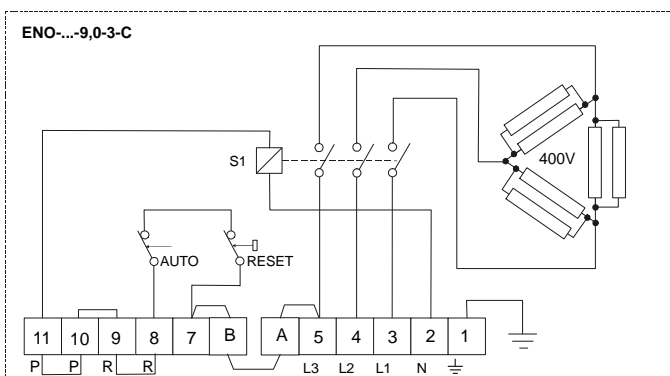 ENO-...-9,0-3-C
S1
400V
AUTO RESET
11 10 9 8 7 B A 5 4 3 2 1
P P R R L3 L2 L1 N